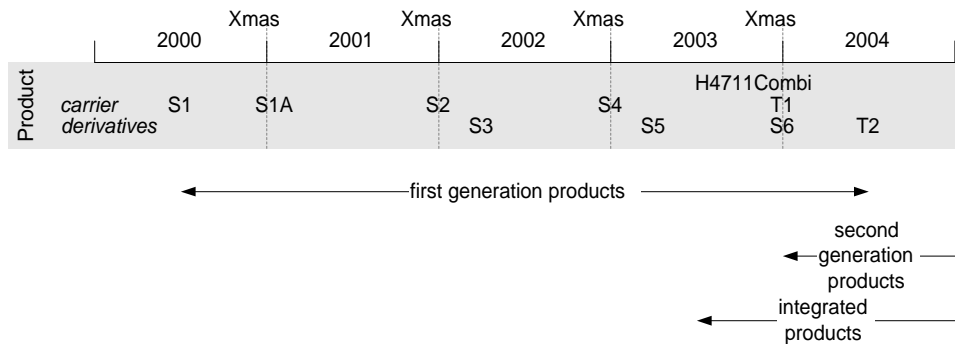 Xmas Xmas Xmas Xmas
2000 2001 2002 2003 2004
Product
H4711Combi
carrier S1 S1A S2 S4 T1
derivatives S3 S5 S6 T2
first generation products
second
generation
products
integrated
products